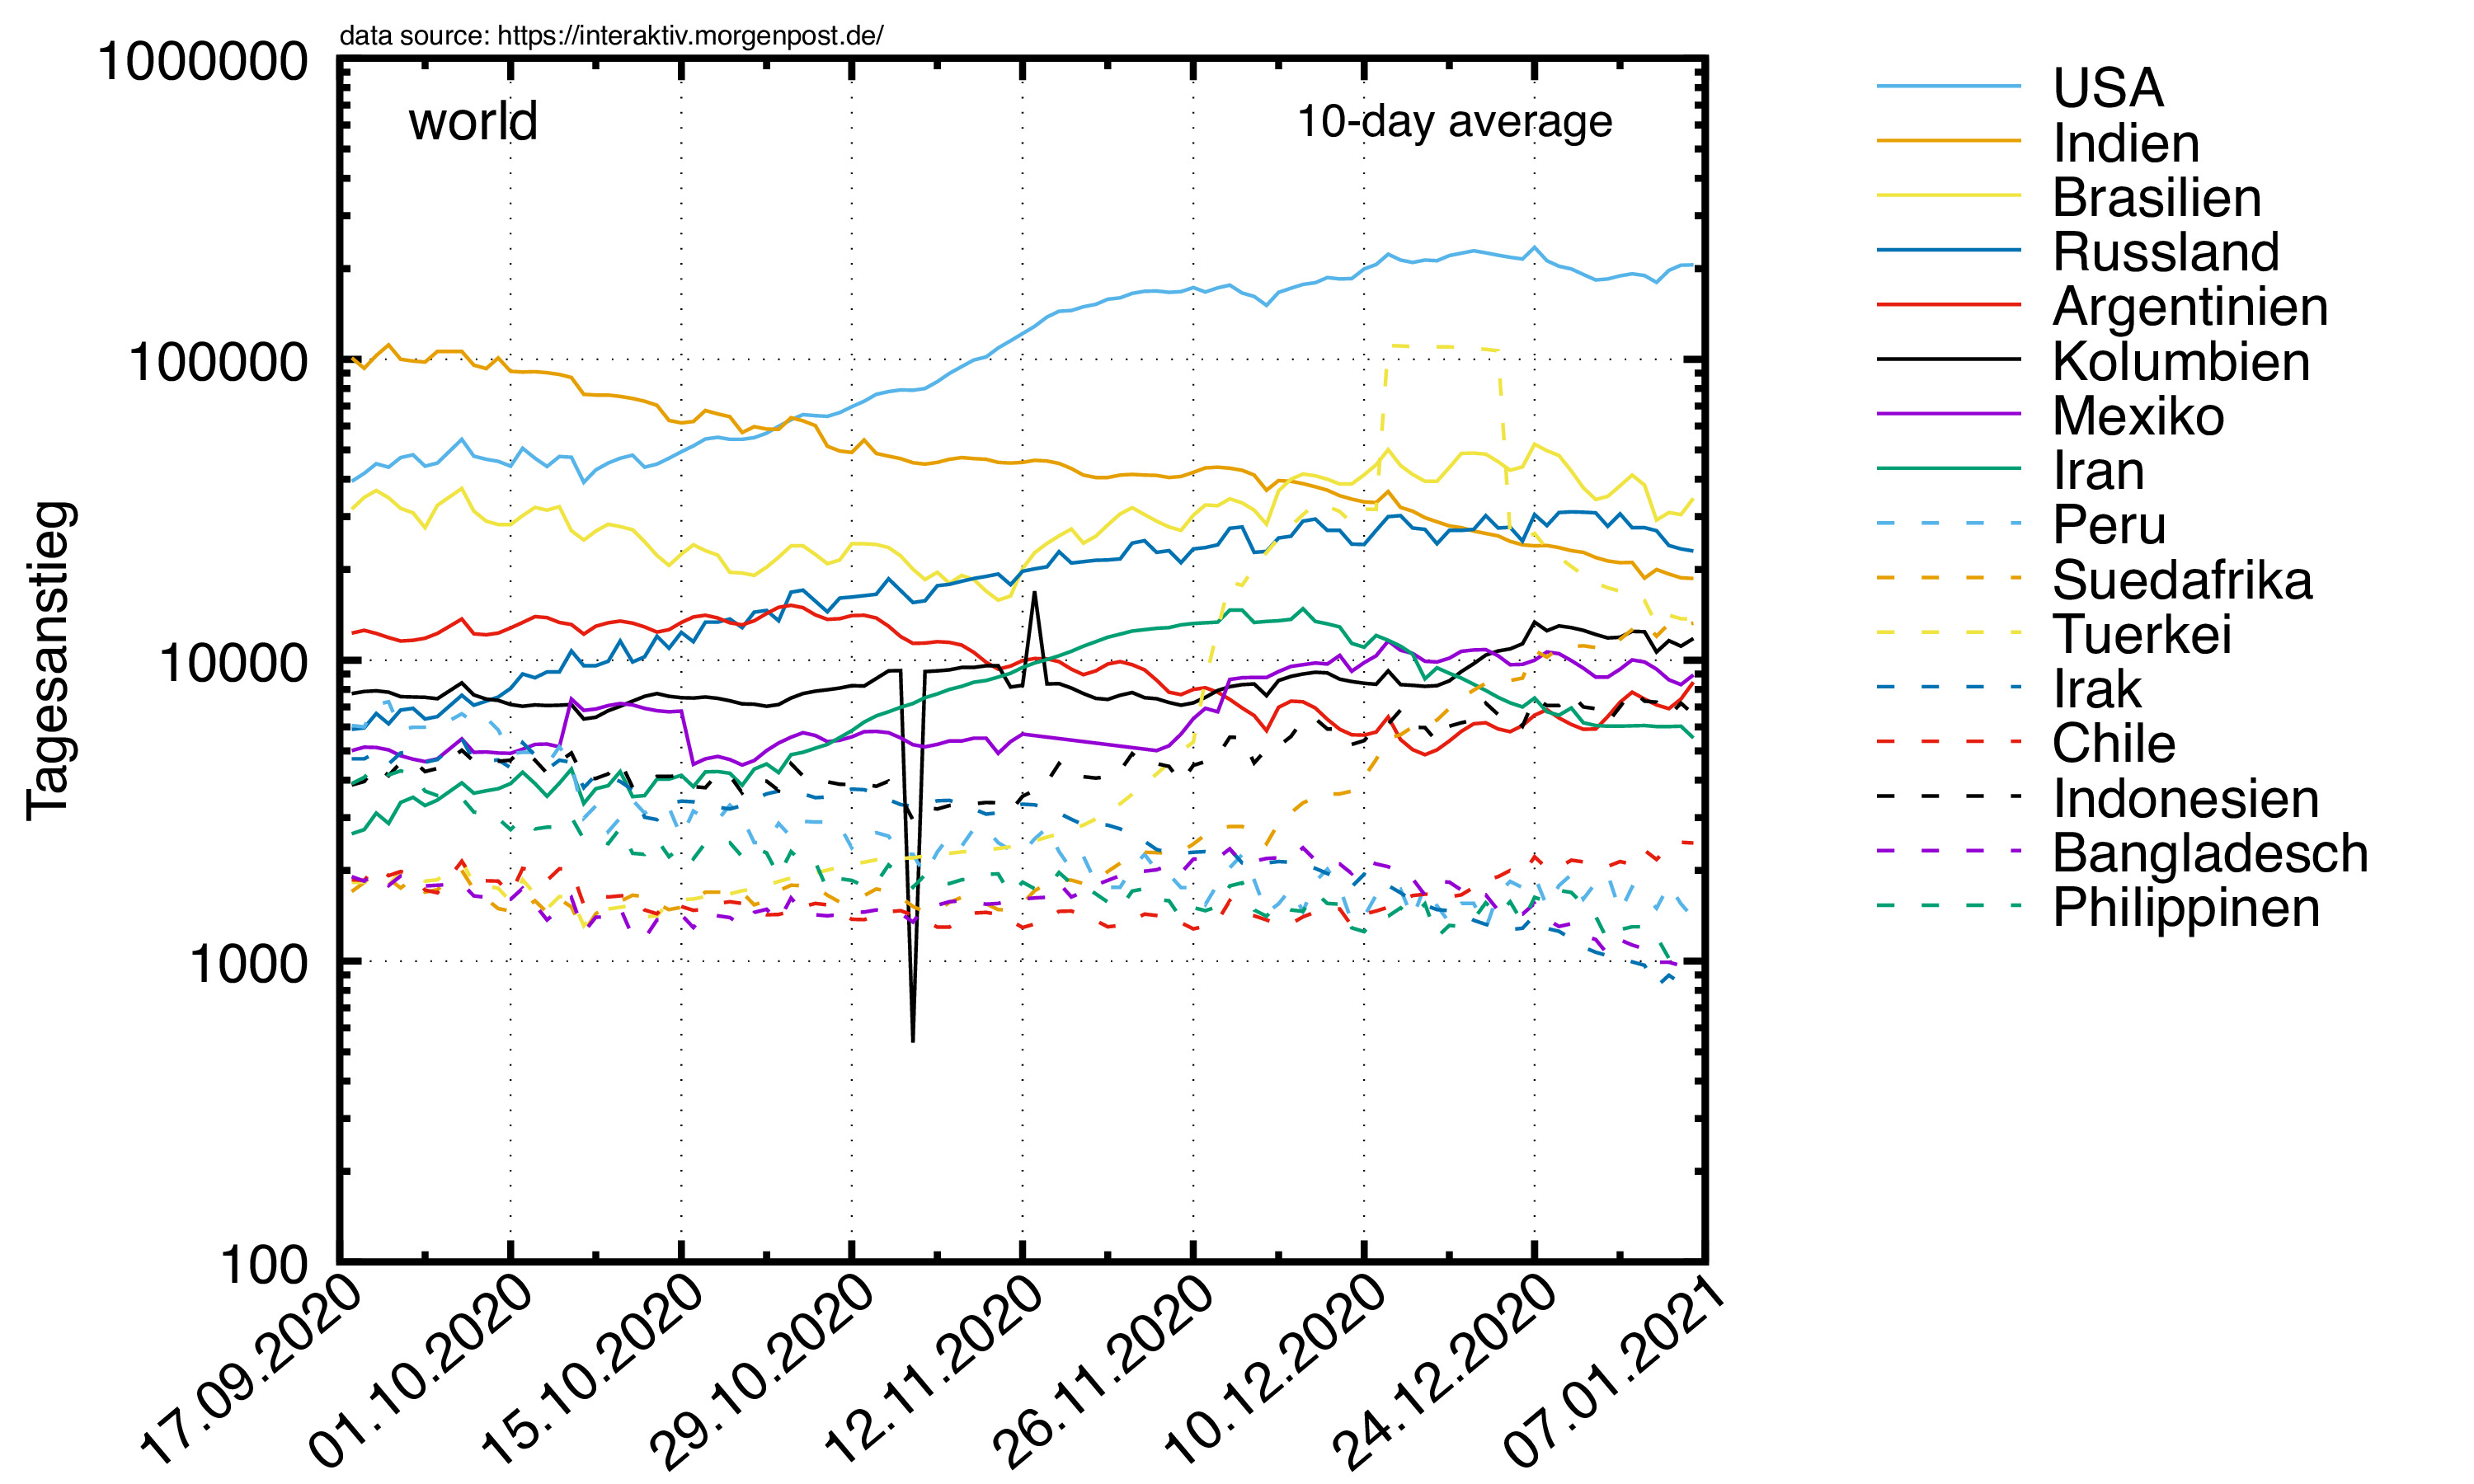 data source: https://interaktiv.morgenpost.de/
1000000
100000
10000
1000
100
Tagesanstieg
world
10-day average
17.09.2020
01.10.2020
15.10.2020
29.10.2020
12.11.2020
26.11.2020
10.12.2020
24.12.2020
07.01.2021
USA
Indien
Brasilien
Russland
Argentinien
Kolumbien
Mexiko
Iran
Peru
Suedafrika
Tuerkei
Irak
Chile
Indonesien
Bangladesch
Philippinen